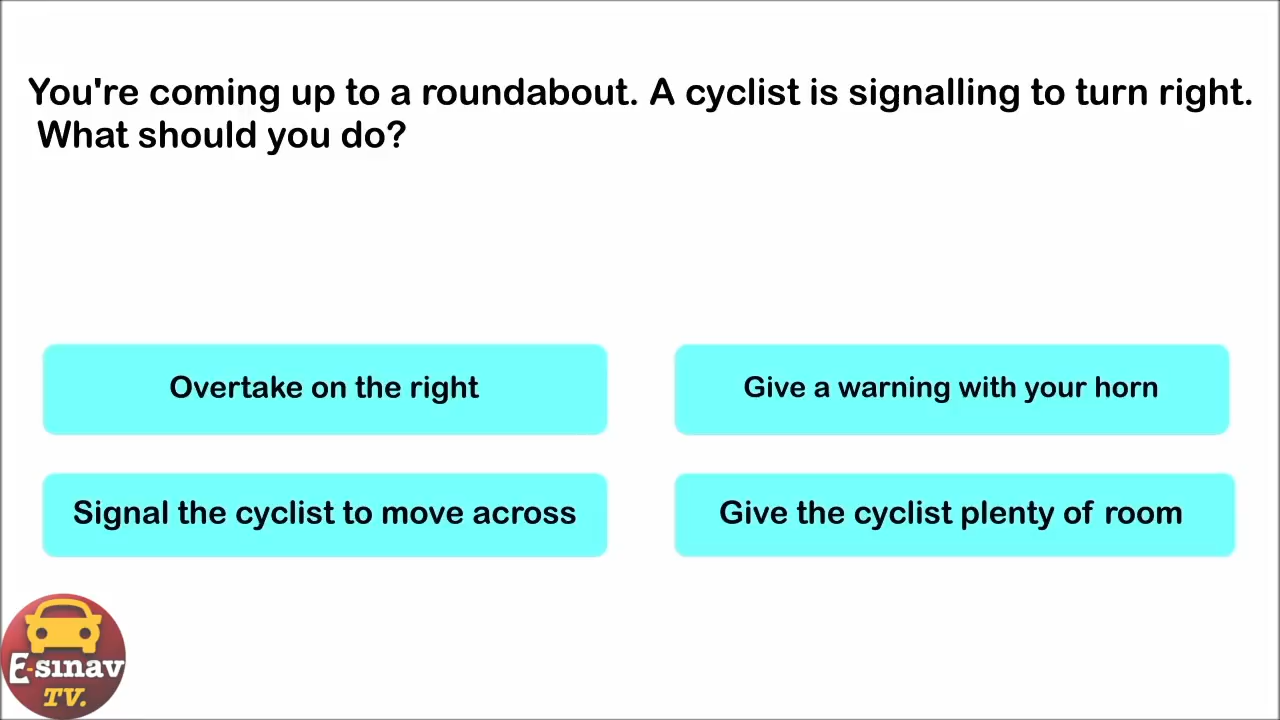 You're coming up to a roundabout. A cyclist is signalling to turn right.
What should you do?
Overtake on the right
Give a warning with your horn
Signal the cyclist to move across
Give the cyclist plenty of room
E-sınav
TV.